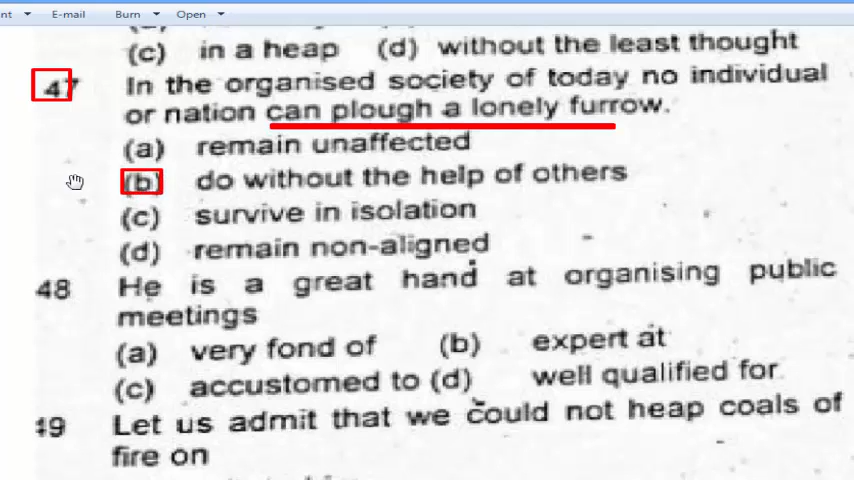 nt E-mail Burn Open
(c) in a heap (d) without the least thought
47 In the organised society of today no individual
or nation can plough a lonely furrow.
(a) remain unaffected
(b) do without the help of others
(c) survive in isolation
(d) remain non-aligned
48 He is a great hand at organising public
meetings
(a) very fond of (b) expert at
(c) accustomed to (d) well qualified for
49 Let us admit that we could not heap coals of
fire on